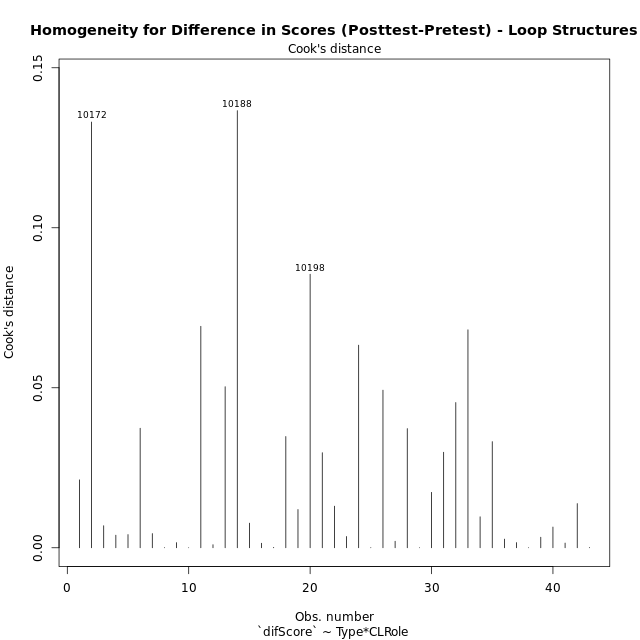 Homogeneity for Difference in Scores (Posttest-Pretest) - Loop Structures
Cook's distance
Cook's distance
0.15
0.10
0.05
0.00
10172
10188
10198
0 10 20 30 40
Obs. number
`difScore` ~ Type*CLRole